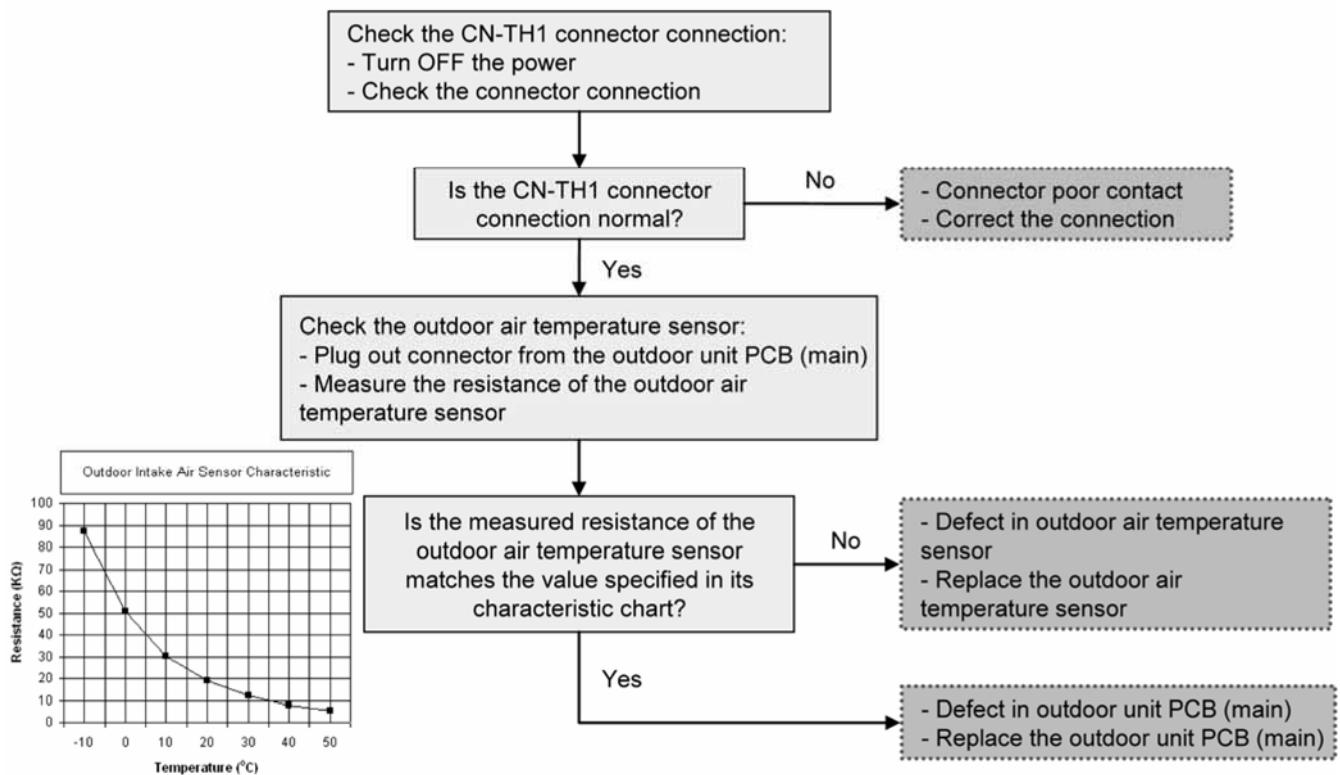 Check the CN-TH1 connector connection:
- Turn OFF the power
- Check the connector connection
Is the CN-TH1 connector
connection normal?
No
- Connector poor contact
- Correct the connection
Yes
Check the outdoor air temperature sensor:
- Plug out connector from the outdoor unit PCB (main)
- Measure the resistance of the outdoor air
temperature sensor
Is the measured resistance of the
outdoor air temperature sensor
matches the value specified in its
characteristic chart?
No
- Defect in outdoor air temperature
sensor
- Replace the outdoor air
temperature sensor
Yes
- Defect in outdoor unit PCB (main)
- Replace the outdoor unit PCB (main)
Outdoor Intake Air Sensor Characteristic
Resistance (KΩ)
100
90
80
70
60
50
40
30
20
10
0
-10 0 10 20 30 40 50
Temperature (°C)